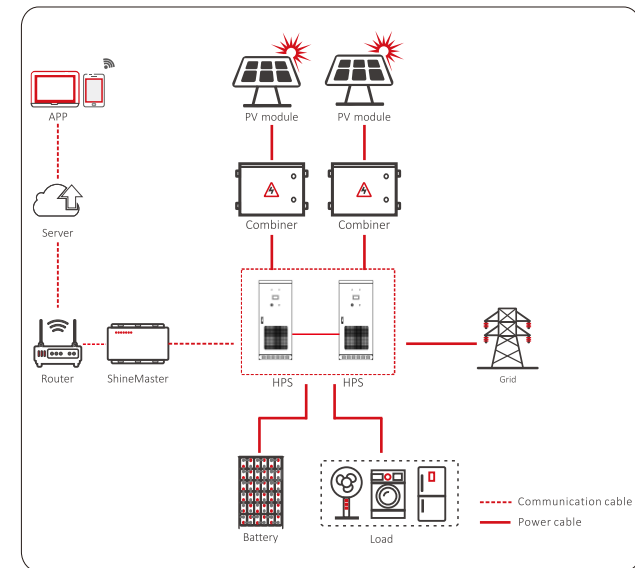 APP
PV module
PV module
Combiner
Combiner
Server
Router
ShineMaster
HPS
HPS
Grid
Battery
Load
Communication cable
Power cable